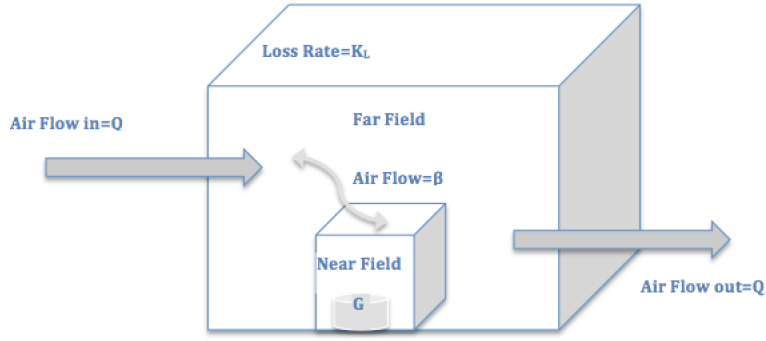 Loss Rate=KL
Air Flow in=Q
Far Field
Air Flow=β
Near Field
G
Air Flow out=Q